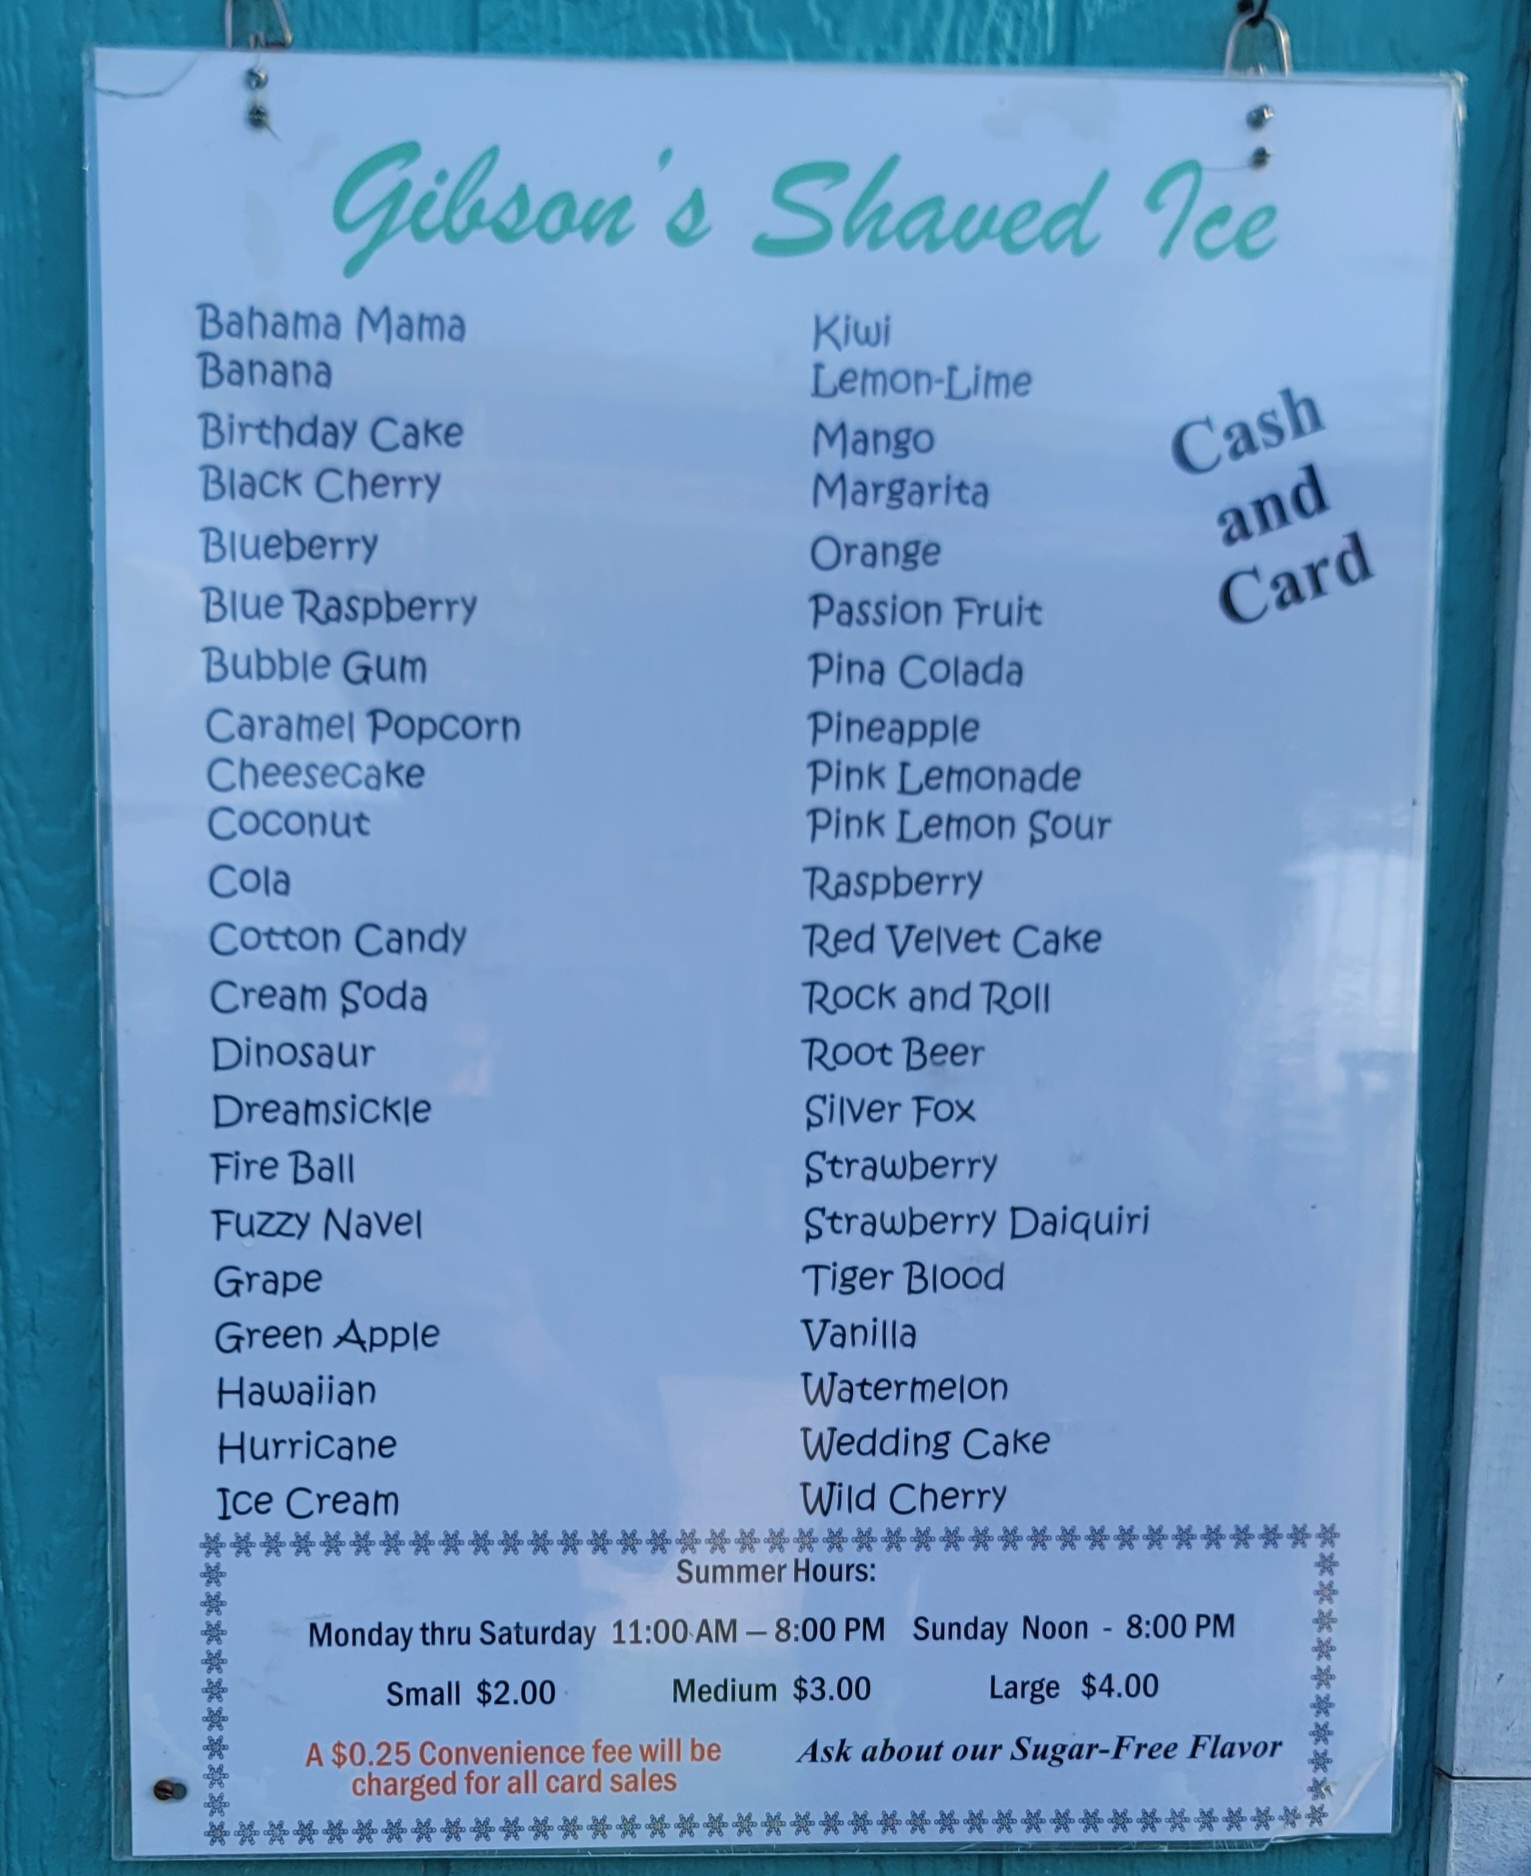 Gibson's Shaved Ice
Bahama Mama
Banana
Birthday Cake
Black Cherry
Blueberry
Blue Raspberry
Bubble Gum
Caramel Popcorn
Cheesecake
Coconut
Cola
Cotton Candy
Cream Soda
Dinosaur
Dreamsickle
Fire Ball
Fuzzy Navel
Grape
Green Apple
Hawaiian
Hurricane
Ice Cream
Kiwi
Lemon-Lime
Mango
Margarita
Orange
Passion Fruit
Pina Colada
Pineapple
Pink Lemonade
Pink Lemon Sour
Raspberry
Red Velvet Cake
Rock and Roll
Root Beer
Silver Fox
Strawberry
Strawberry Daiquiri
Tiger Blood
Vanilla
Watermelon
Wedding Cake
Wild Cherry
Cash
and
Card
Summer Hours:
Monday thru Saturday 11:00 AM – 8:00 PM Sunday Noon - 8:00 PM
Small $2.00 Medium $3.00 Large $4.00
A $0.25 Convenience fee will be
charged for all card sales
Ask about our Sugar-Free Flavor